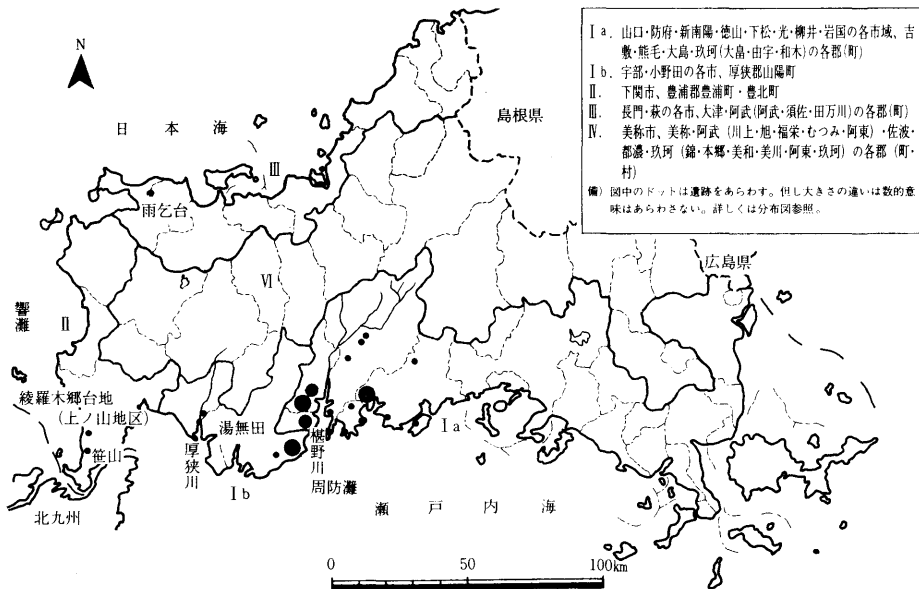 Ⅰa. 山口・防府・新南陽・徳山・下松・光・柳井・岩国の各市域、吉
敷・熊毛・大島・玖珂(大畠・由宇・和木)の各郡(町)
Ⅰb. 宇部・小野田の各市、厚狭郡山陽町
Ⅱ. 下関市、豊浦郡豊浦町・豊北町
Ⅲ. 長門・萩の各市、大津・阿武(阿武・須佐・田万川)の各郡(町)
Ⅳ. 美祢市、美祢・阿武(川上・旭・福栄・むつみ・阿東)・佐波・
都濃・玖珂(錦・本郷・美和・美川・阿東・玖珂)の各郡(町・
村)
備) 図中のドットは遺跡をあらわす。但し大きさの違いは数的意
味はあらわさない。詳しくは分布図参照。
N
島根県
日本海
Ⅲ
雨乞台
広島県
Ⅵ
響灘
Ⅱ
綾羅木郷台地
(上ノ山地区)
湯無田
Ⅰa
笹山
厚狭川
椹野川
Ⅰb
周防灘
瀬戸内海
北九州
0 50 100km